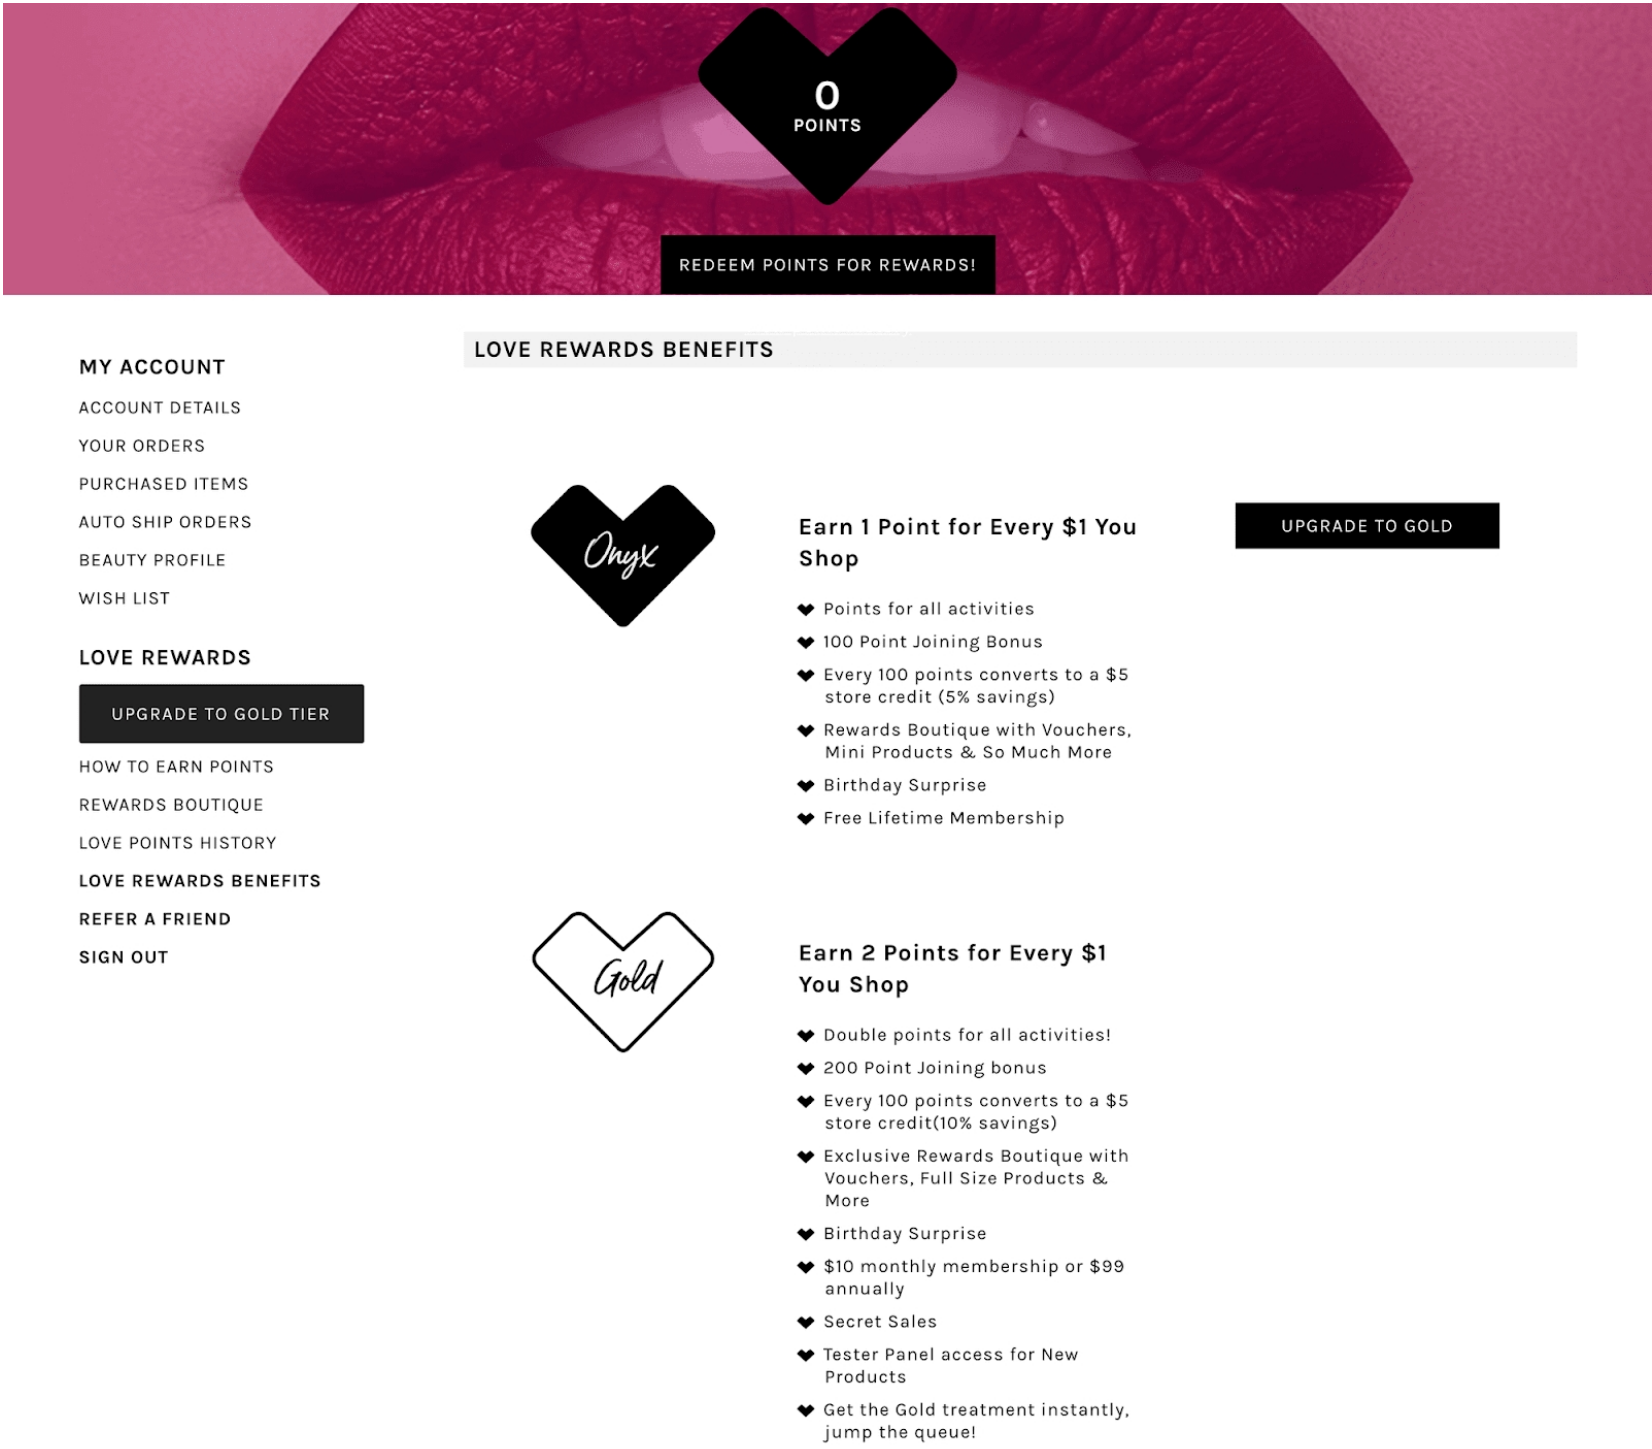 0
POINTS
REDEEM POINTS FOR REWARDS!
MY ACCOUNT
ACCOUNT DETAILS
YOUR ORDERS
PURCHASED ITEMS
AUTO SHIP ORDERS
BEAUTY PROFILE
WISH LIST
LOVE REWARDS
UPGRADE TO GOLD TIER
HOW TO EARN POINTS
REWARDS BOUTIQUE
LOVE POINTS HISTORY
LOVE REWARDS BENEFITS
REFER A FRIEND
SIGN OUT
LOVE REWARDS BENEFITS
Onyx
Earn 1 Point for Every $1 You
Shop
Points for all activities
100 Point Joining Bonus
Every 100 points converts to a $5
store credit (5% savings)
Rewards Boutique with Vouchers,
Mini Products & So Much More
Birthday Surprise
Free Lifetime Membership
UPGRADE TO GOLD
Gold
Earn 2 Points for Every $1
You Shop
Double points for all activities!
200 Point Joining bonus
Every 100 points converts to a $5
store credit(10% savings)
Exclusive Rewards Boutique with
Vouchers, Full Size Products &
More
Birthday Surprise
$10 monthly membership or $99
annually
Secret Sales
Tester Panel access for New
Products
Get the Gold treatment instantly,
jump the queue!